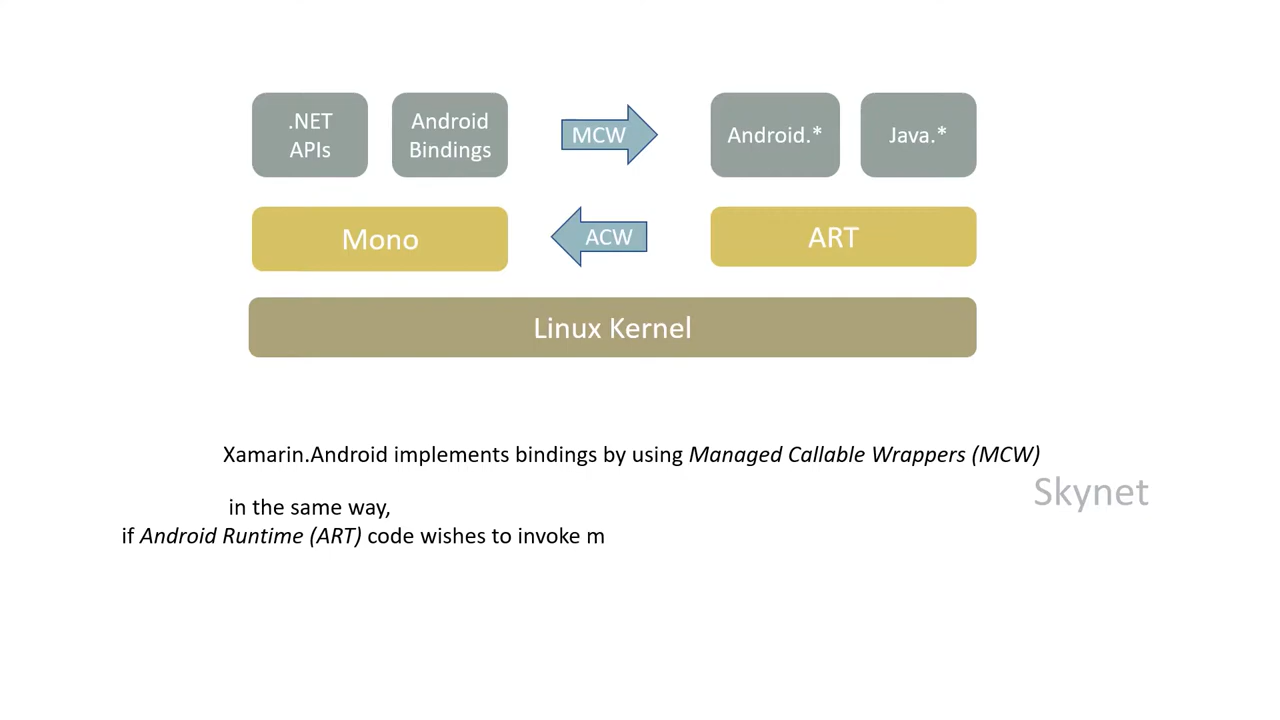 .NET
APIs
Android
Bindings
MCW
Android.*
Java.*
Mono
ACW
ART
Linux Kernel
Xamarin.Android implements bindings by using Managed Callable Wrappers (MCW)
Skynet
in the same way,
if Android Runtime (ART) code wishes to invoke m